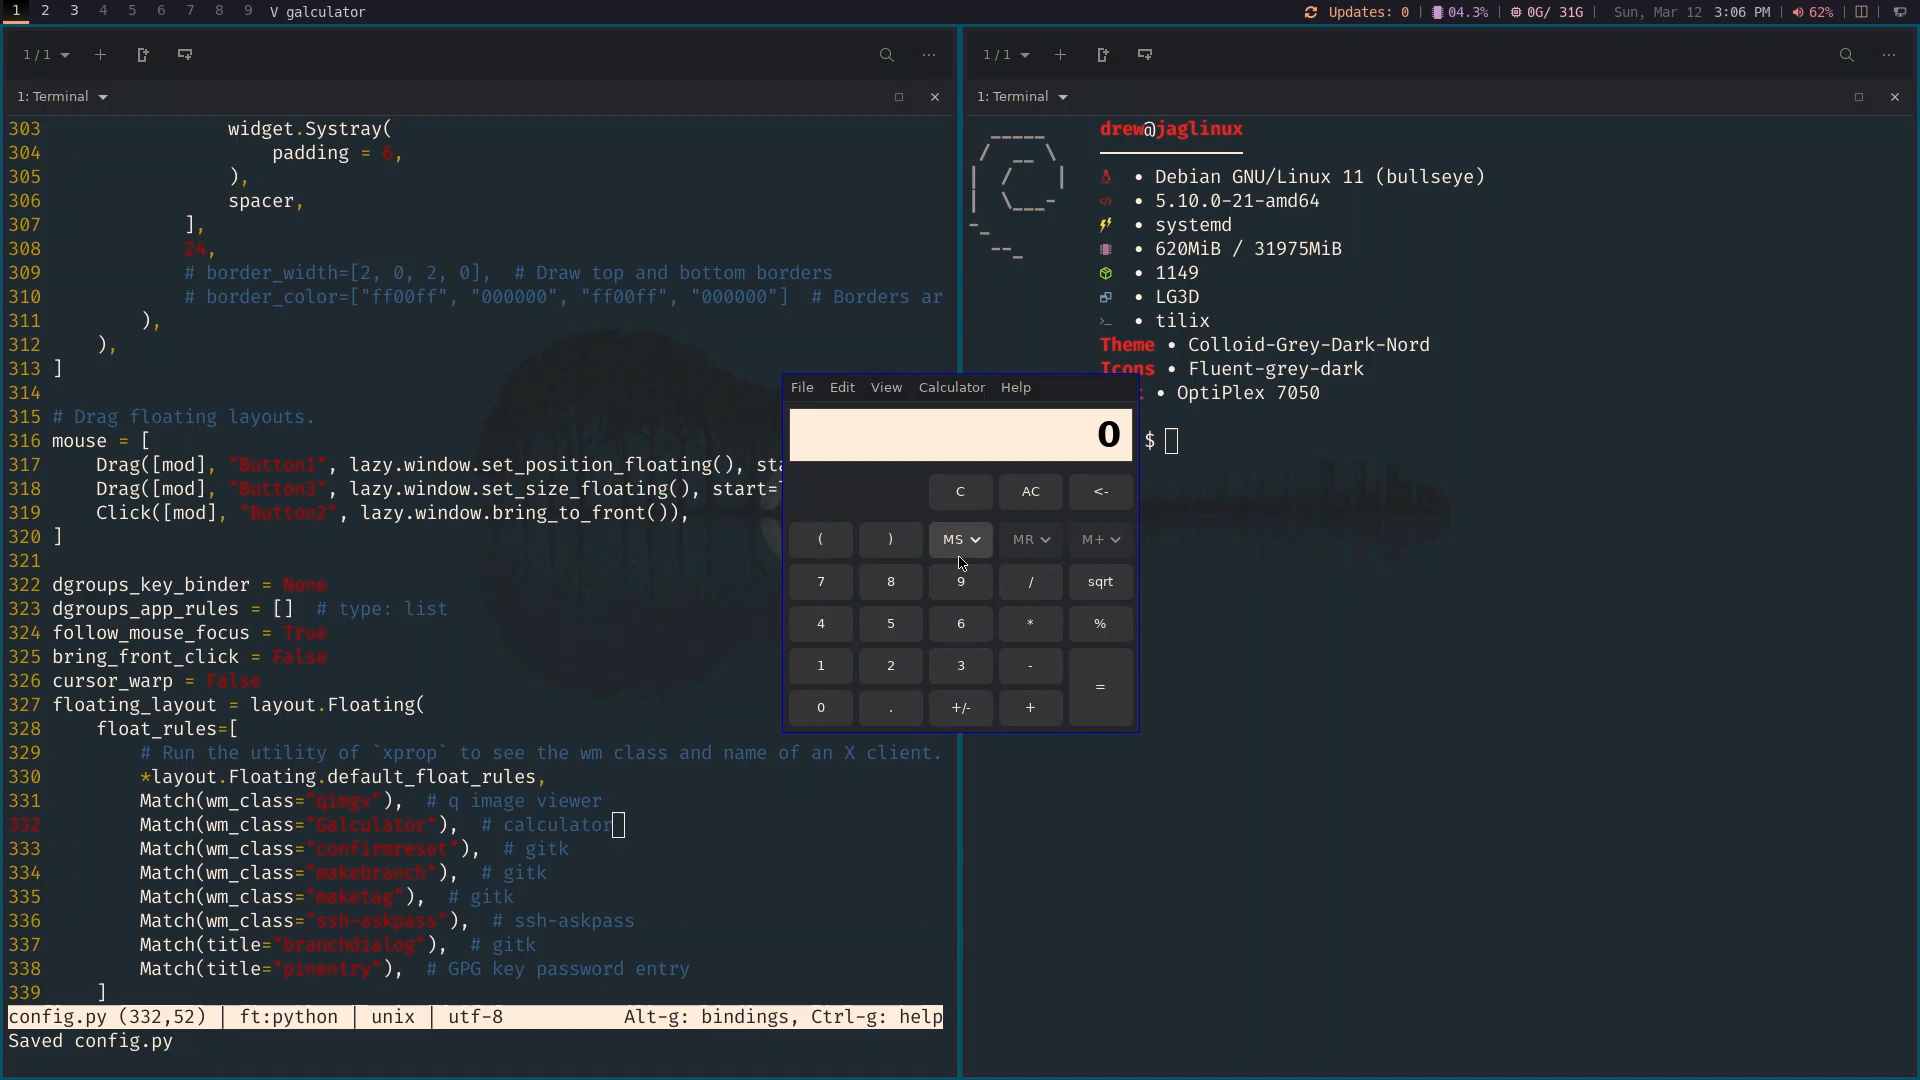 1 2 3 4 5 6 7 8 9 V galculator
Updates: 0 | 04.3% | 0G/ 31G | Sun, Mar 12 3:06 PM | 62% |
1 / 1
1: Terminal
303 widget.Systray(
304 padding = 6,
305 ),
306 spacer,
307 ],
308 24,
309 # border_width=[2, 0, 2, 0],  # Draw top and bottom borders
310 # border_color=["ff00ff", "000000", "ff00ff", "000000"]  # Borders ar
311 ),
312 ),
313 ]
314
315 # Drag floating layouts.
316 mouse = [
317 Drag([mod], "Button1", lazy.window.set_position_floating(), sta
318 Drag([mod], "Button3", lazy.window.set_size_floating(), start=
319 Click([mod], "Button2", lazy.window.bring_to_front()),
320 ]
321
322 dgroups_key_binder = None
323 dgroups_app_rules = []  # type: list
324 follow_mouse_focus = True
325 bring_front_click = False
326 cursor_warp = False
327 floating_layout = layout.Floating(
328 float_rules=[
329 # Run the utility of `xprop` to see the wm class and name of an X client.
330 *layout.Floating.default_float_rules,
331 Match(wm_class="qimgv"),  # q image viewer
332 Match(wm_class="Galculator"),  # calculator
333 Match(wm_class="confirmreset"),  # gitk
334 Match(wm_class="makebranch"),  # gitk
335 Match(wm_class="maketag"),  # gitk
336 Match(wm_class="ssh-askpass"),  # ssh-askpass
337 Match(title="branchdialog"),  # gitk
338 Match(title="pinentry"),  # GPG key password entry
339 ]
config.py (332,52) | ft:python | unix | utf-8 Alt-g: bindings, Ctrl-g: help
Saved config.py
1 / 1
1: Terminal
drew@jaglinux
• Debian GNU/Linux 11 (bullseye)
• 5.10.0-21-amd64
• systemd
• 620MiB / 31975MiB
• 1149
• LG3D
• tilix
Theme • Colloid-Grey-Dark-Nord
Icons • Fluent-grey-dark
• OptiPlex 7050
$
File Edit View Calculator Help
0
C AC <-
( ) MS MR M+
7 8 9 / sqrt
4 5 6 * %
1 2 3 - =
0 . +/- +